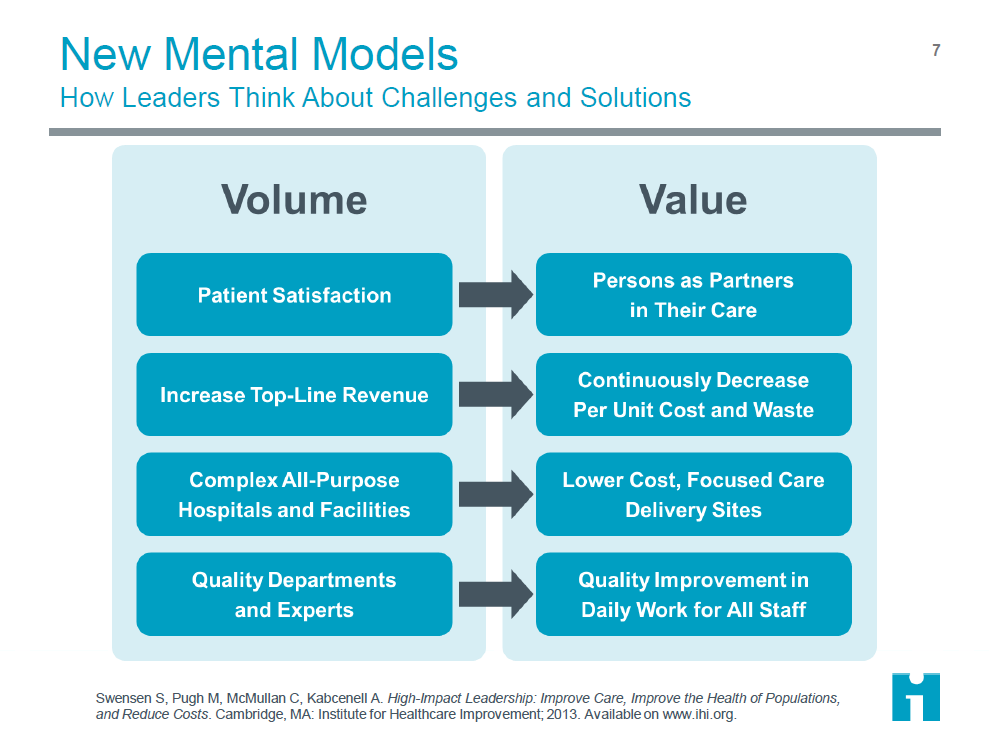 New Mental Models
7
How Leaders Think About Challenges and Solutions
Volume
Value
Patient Satisfaction
Persons as Partners
in Their Care
Increase Top-Line Revenue
Continuously Decrease
Per Unit Cost and Waste
Complex All-Purpose
Hospitals and Facilities
Lower Cost, Focused Care
Delivery Sites
Quality Departments
and Experts
Quality Improvement in
Daily Work for All Staff
Swensen S, Pugh M, McMullan C, Kabcenell A. High-Impact Leadership: Improve Care, Improve the Health of Populations,
and Reduce Costs. Cambridge, MA: Institute for Healthcare Improvement; 2013. Available on www.ihi.org.